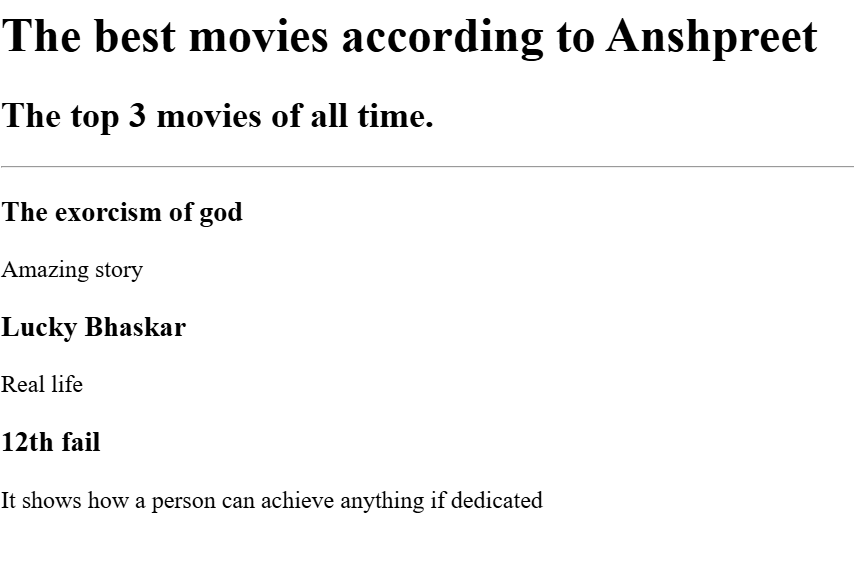 The best movies according to Anshpreet
The top 3 movies of all time.
The exorcism of god
Amazing story
Lucky Bhaskar
Real life
12th fail
It shows how a person can achieve anything if dedicated